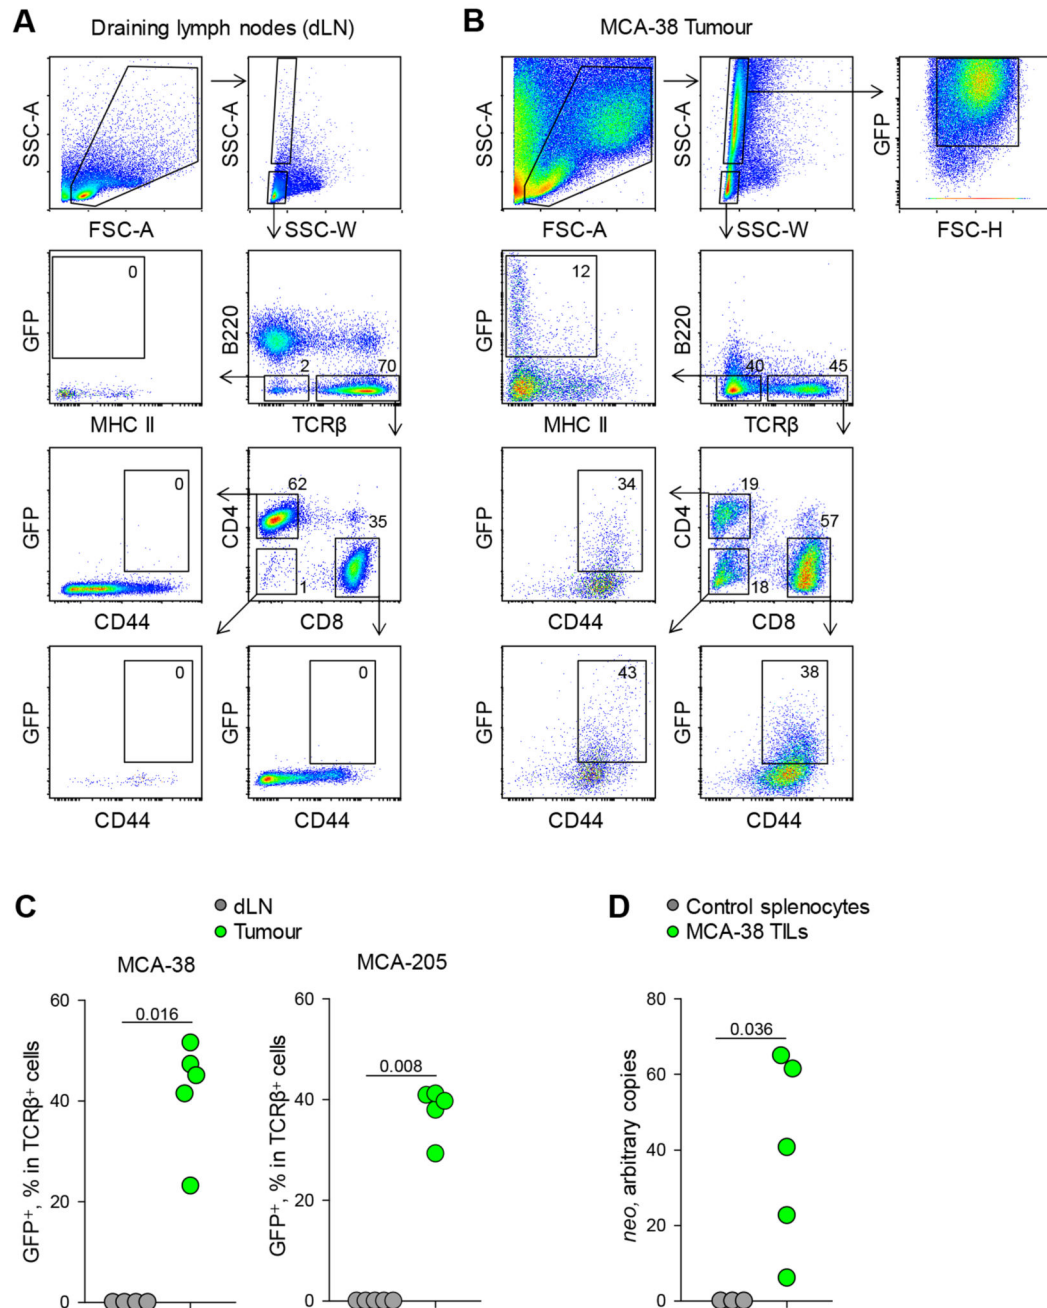 A
Draining lymph nodes (dLN)
SSC-A
FSC-A
SSC-A
SSC-W
GFP
0
MHC II
B220
2
70
TCRβ
GFP
0
CD44
CD4
62
35
1
CD8
GFP
0
CD44
GFP
0
CD44
B
MCA-38 Tumour
SSC-A
FSC-A
SSC-A
SSC-W
GFP
FSC-H
GFP
12
MHC II
B220
40
45
TCRβ
GFP
34
CD44
CD4
19
57
18
CD8
GFP
43
CD44
GFP
38
CD44
C
dLN
Tumour
MCA-38
GFP⁺, % in TCRβ⁺ cells
60
40
20
0
0.016
MCA-205
GFP⁺, % in TCRβ⁺ cells
60
40
20
0
0.008
D
Control splenocytes
MCA-38 TILs
neo, arbitrary copies
80
60
40
20
0
0.036